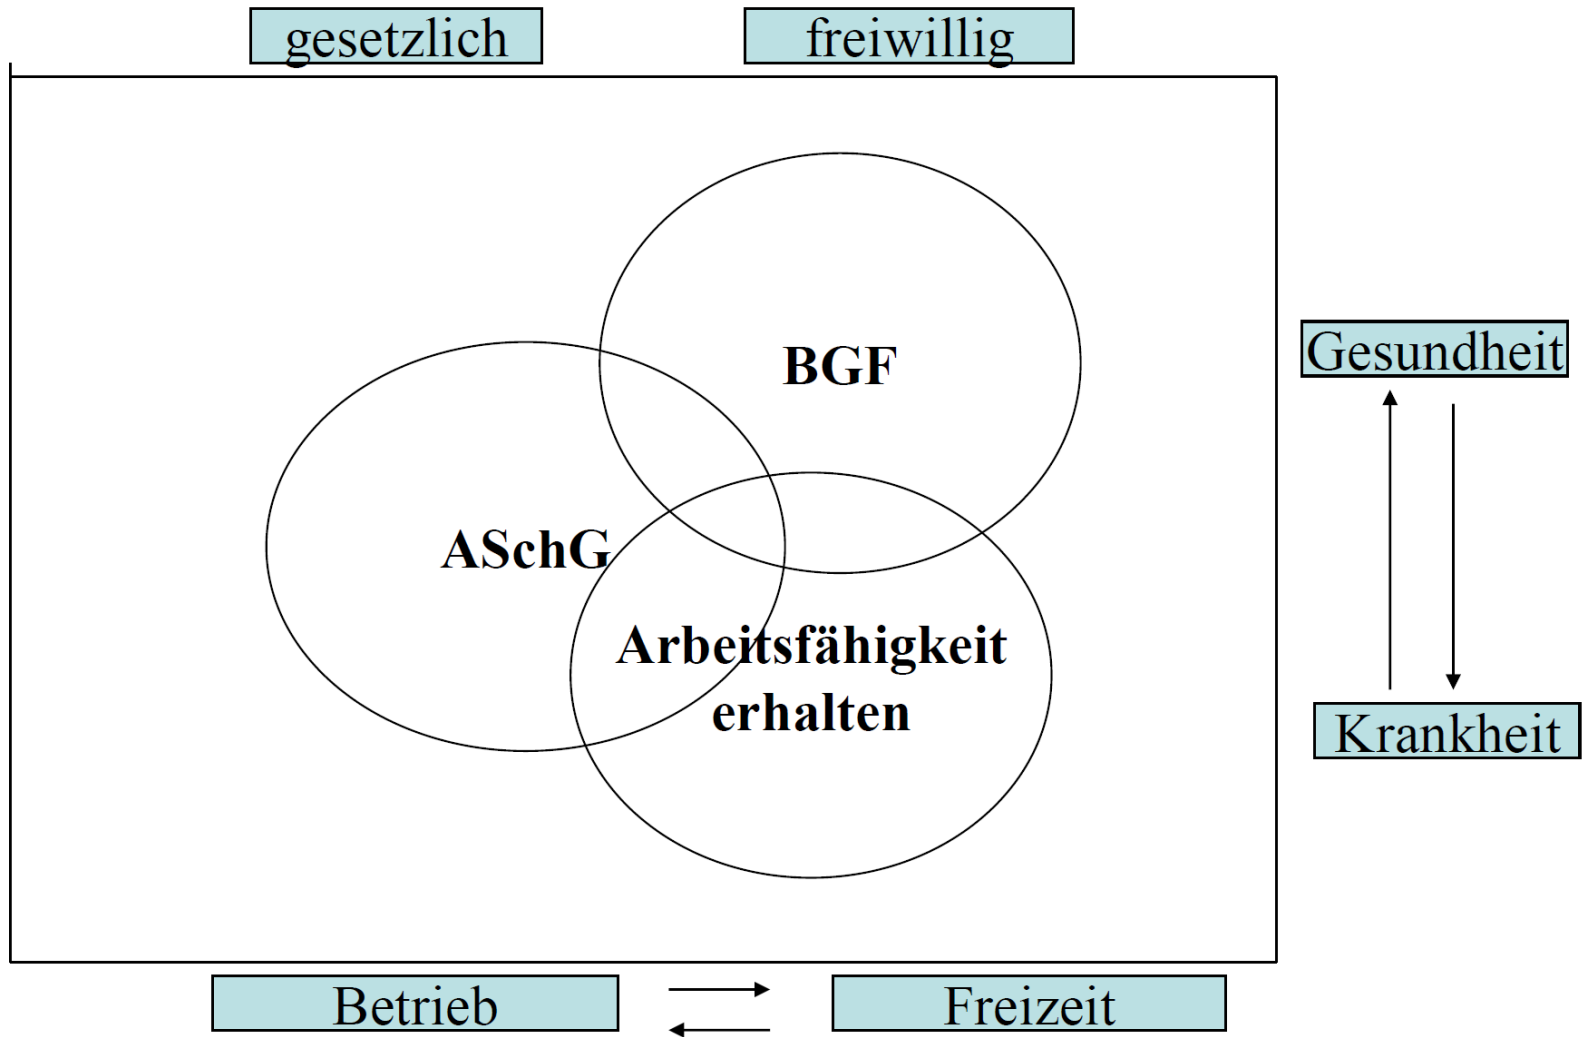 gesetzlich
freiwillig
BGF
Gesundheit
ASchG
Arbeitsfähigkeit
erhalten
Krankheit
Betrieb
Freizeit